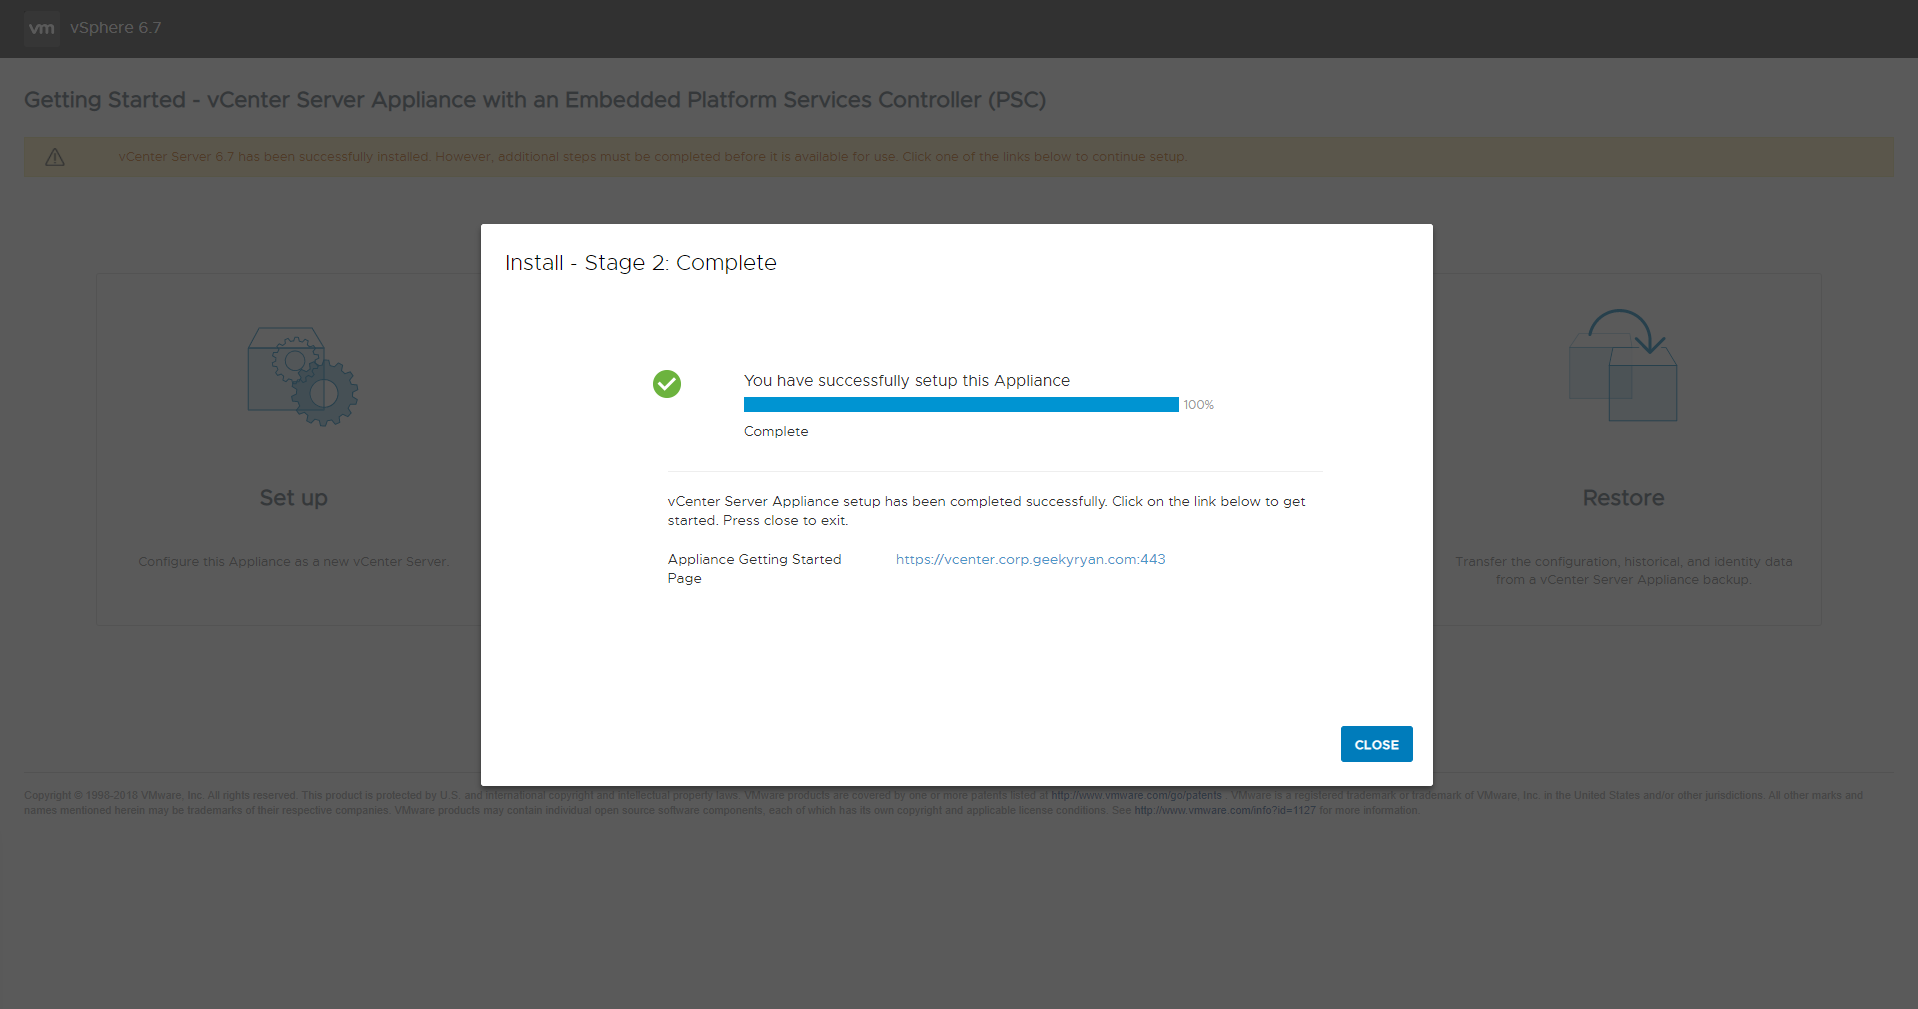 vm vSphere 6.7
Getting Started - vCenter Server Appliance with an Embedded Platform Services Controller (PSC)
vCenter Server 6.7 has been successfully installed. However, additional steps must be completed before it is available for use. Click one of the links below to continue setup.
Install - Stage 2: Complete
You have successfully setup this Appliance
100%
Complete
vCenter Server Appliance setup has been completed successfully. Click on the link below to get
started. Press close to exit.
Appliance Getting Started
Page
https://vcenter.corp.geekyryan.com:443
CLOSE
Set up
Configure this Appliance as a new vCenter Server.
Restore
Transfer the configuration, historical, and identity data
from a vCenter Server Appliance backup.
Copyright © 1998-2018 VMware, Inc. All rights reserved. This product is protected by U.S. and international copyright and intellectual property laws. VMware products are covered by one or more patents listed at http://www.vmware.com/go/patents . VMware is a registered trademark or trademark of VMware, Inc. in the United States and/or other jurisdictions. All other marks and
names mentioned herein may be trademarks of their respective companies. VMware products may contain individual open source software components, each of which has its own copyright and applicable license conditions. See http://www.vmware.com/info?id=1127 for more information.